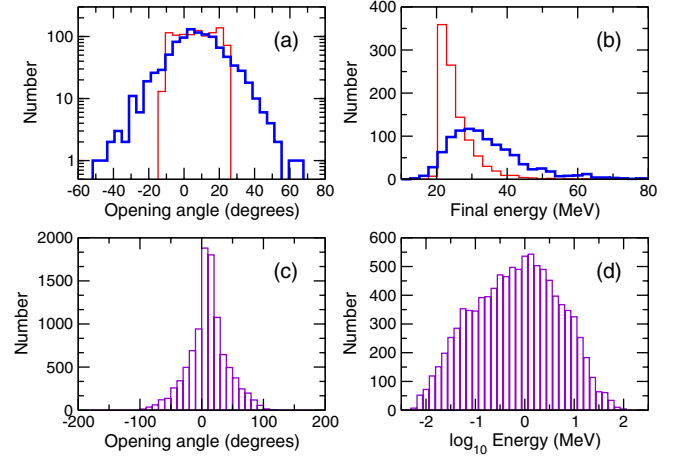 (a)
Number
100
10
1
-60 -40 -20 0 20 40 60 80
Opening angle (degrees)
(b)
Number
400
300
200
100
0
20 40 60 80
Final energy (MeV)
(c)
Number
2000
1500
1000
500
0
-200 -100 0 100 200
Opening angle (degrees)
(d)
Number
600
500
400
300
200
100
0
-2 -1 0 1 2
log10 Energy (MeV)